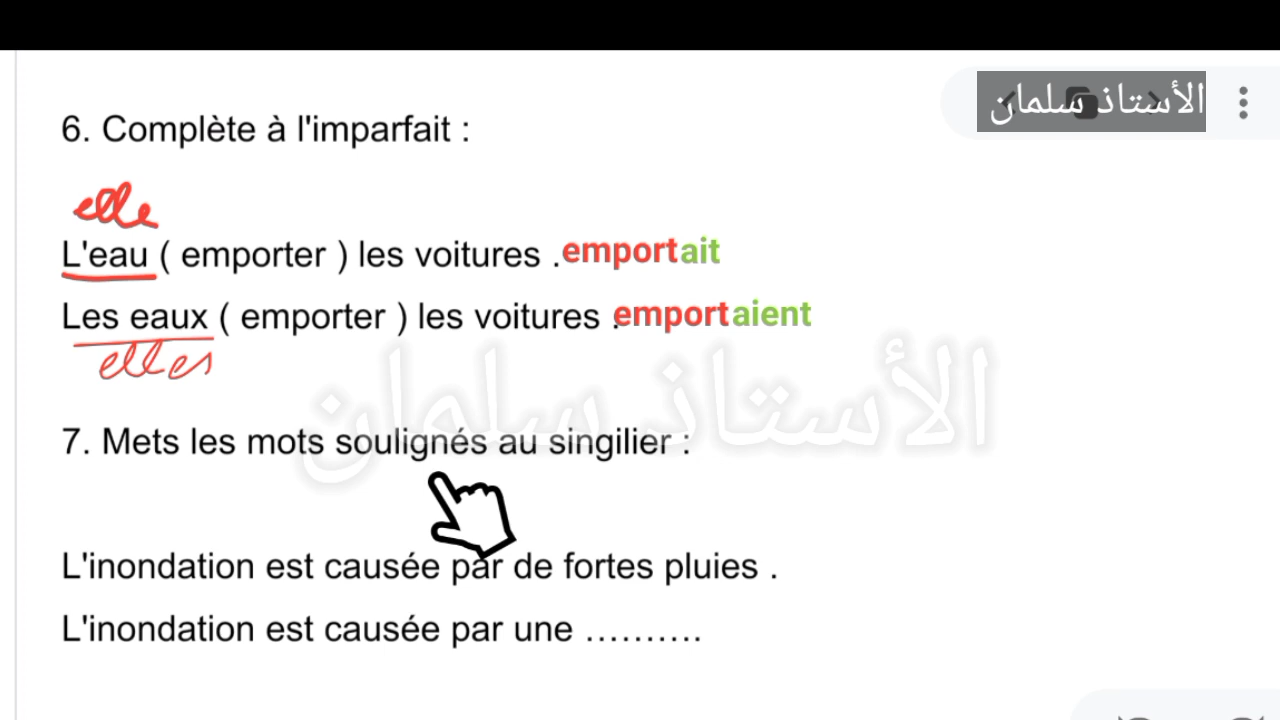 الأستاذ سلمان
6. Complète à l'imparfait :
elle
L'eau ( emporter ) les voitures .emportait
Les eaux ( emporter ) les voitures .emportaient
elles
الأستاذ سلمان
7. Mets les mots soulignés au singilier :
L'inondation est causée par de fortes pluies .
L'inondation est causée par une ..........